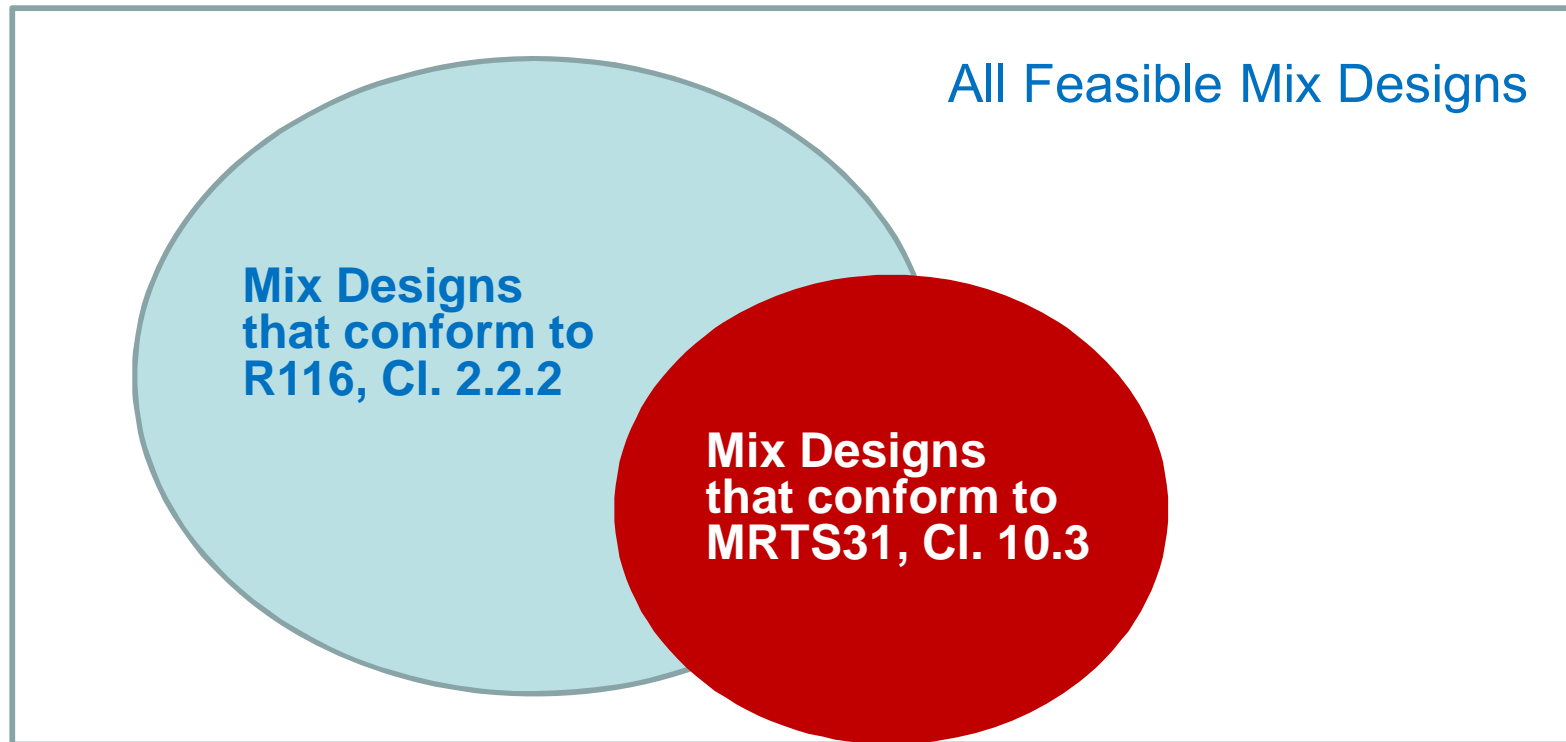 All Feasible Mix Designs
Mix Designs
that conform to
R116, Cl. 2.2.2
Mix Designs
that conform to
MRTS31, Cl. 10.3